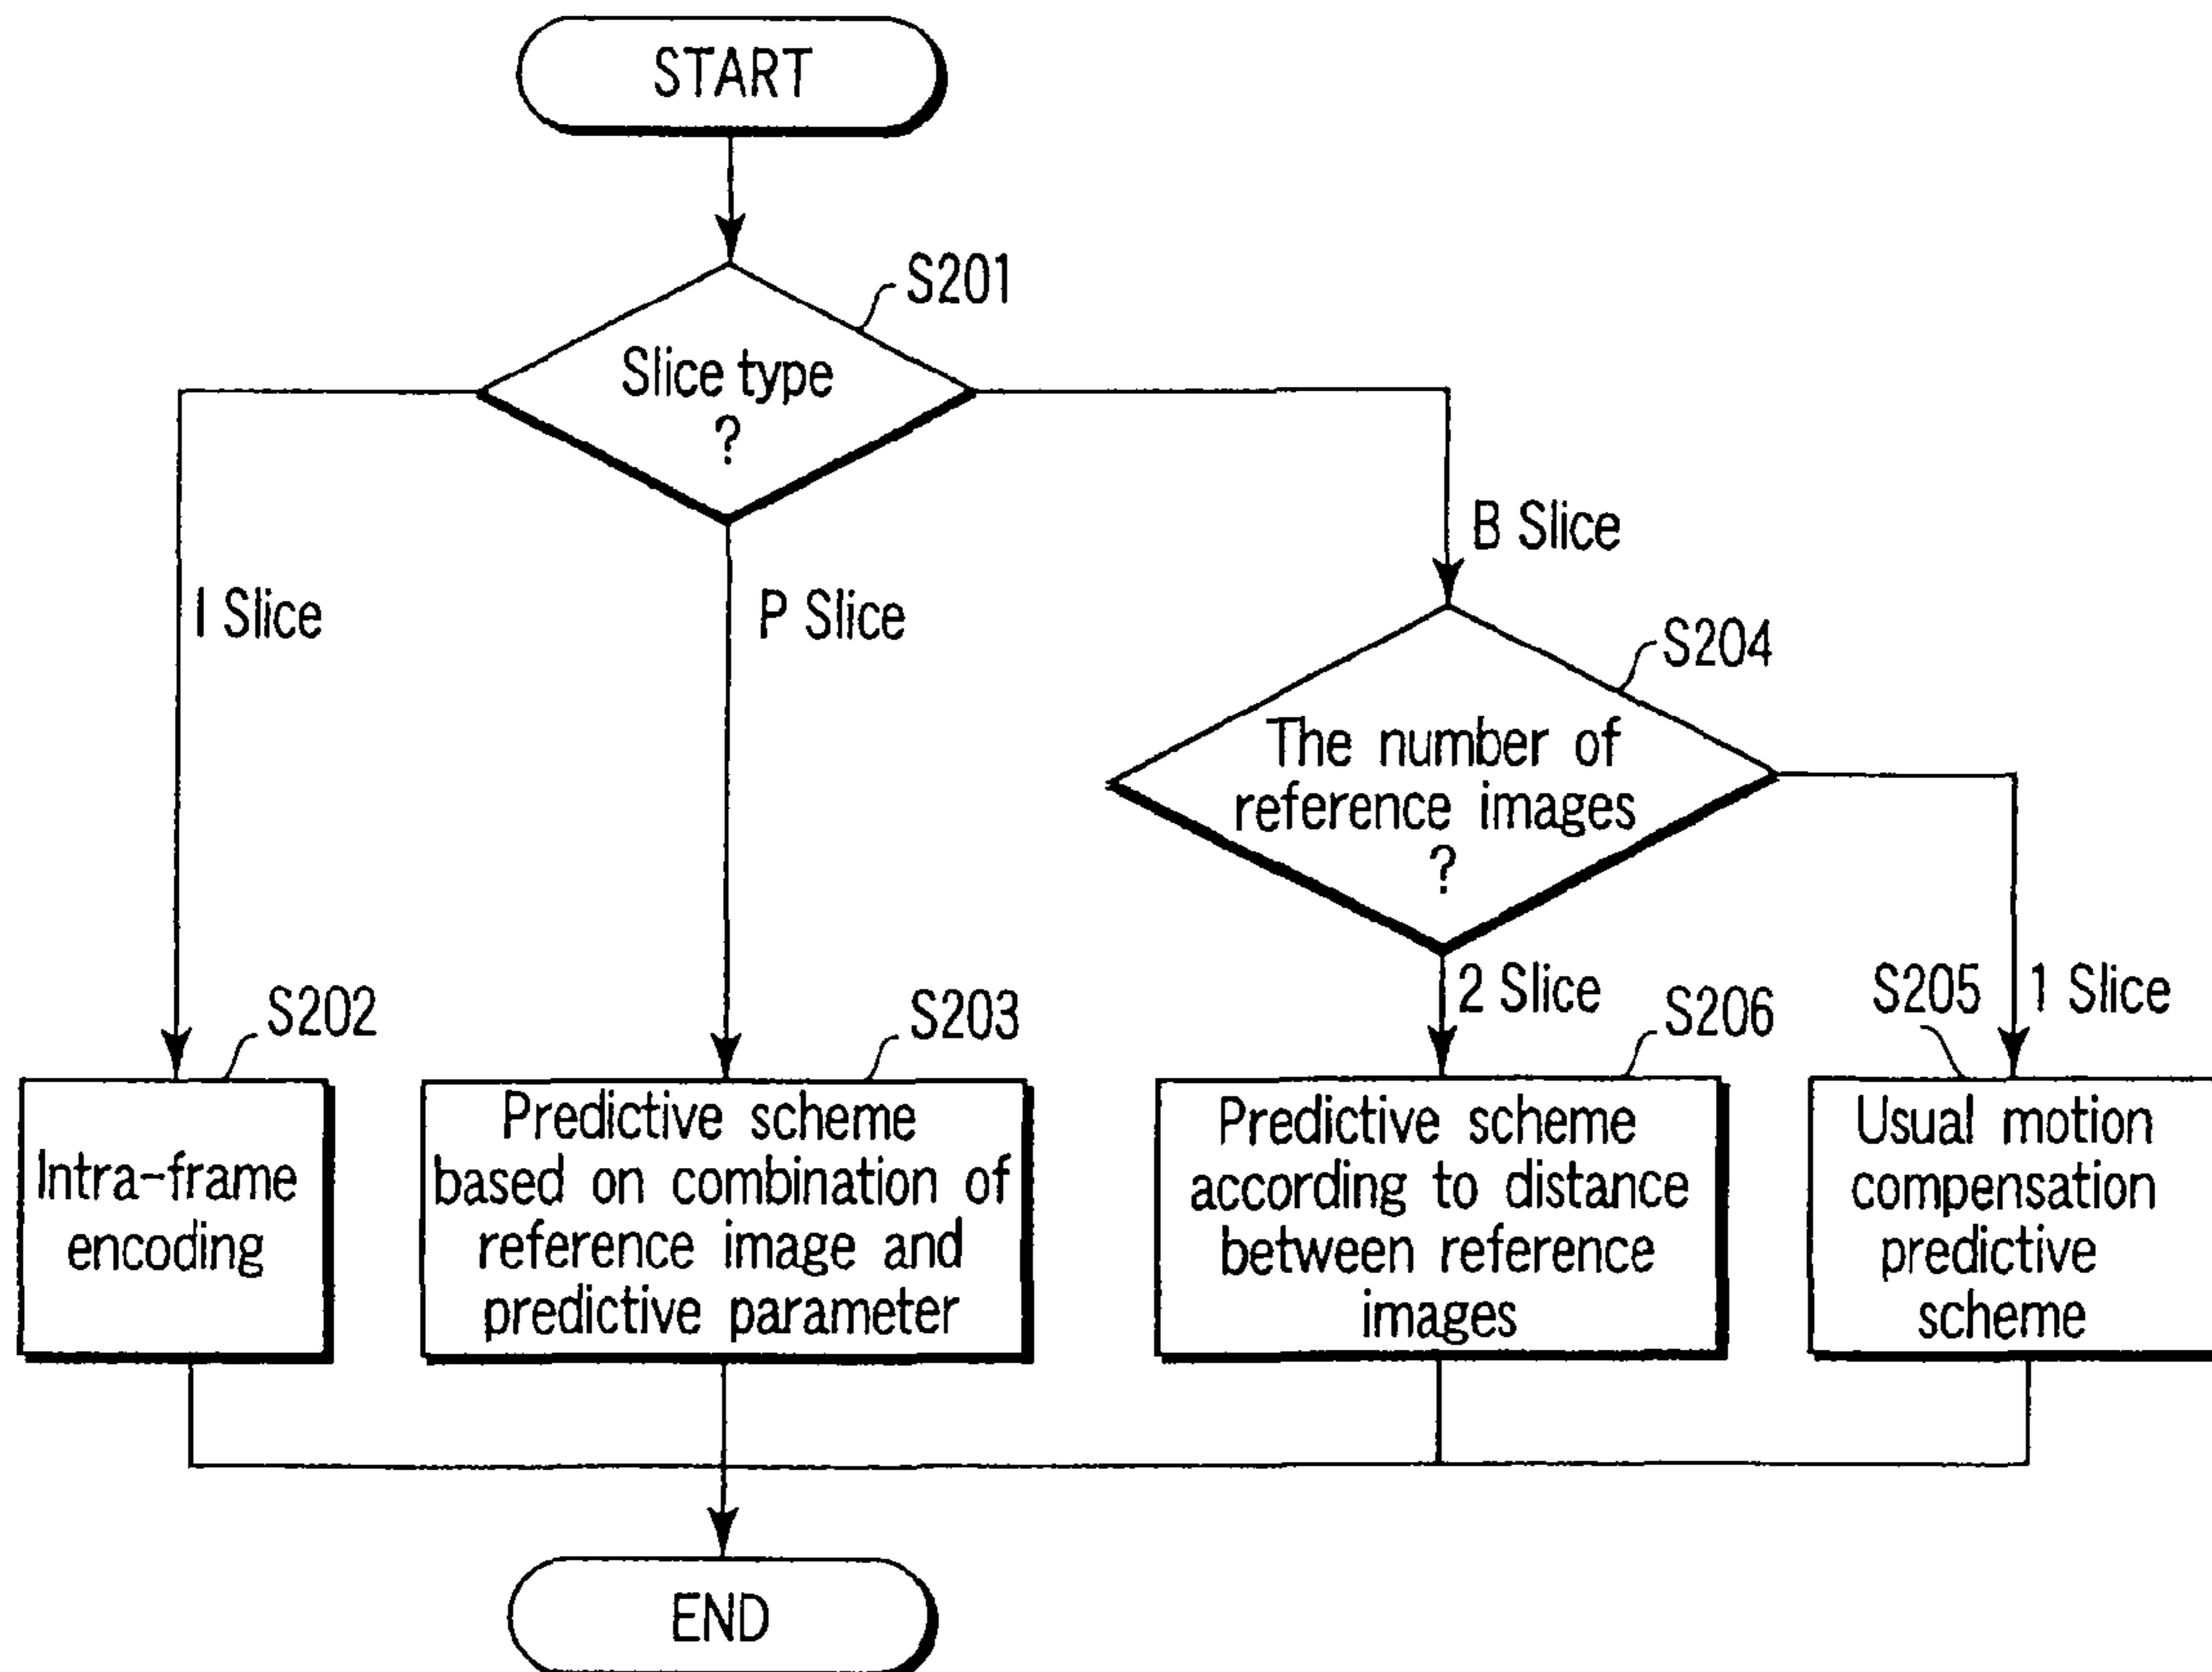 START
S201
Slice type
?
B Slice
I Slice
P Slice
S204
The number of
reference images
?
2 Slice
S205
1 Slice
S202
S203
S206
Intra-frame
encoding
Predictive scheme
based on combination of
reference image and
predictive parameter
Predictive scheme
according to distance
between reference
images
Usual motion
compensation
predictive
scheme
END